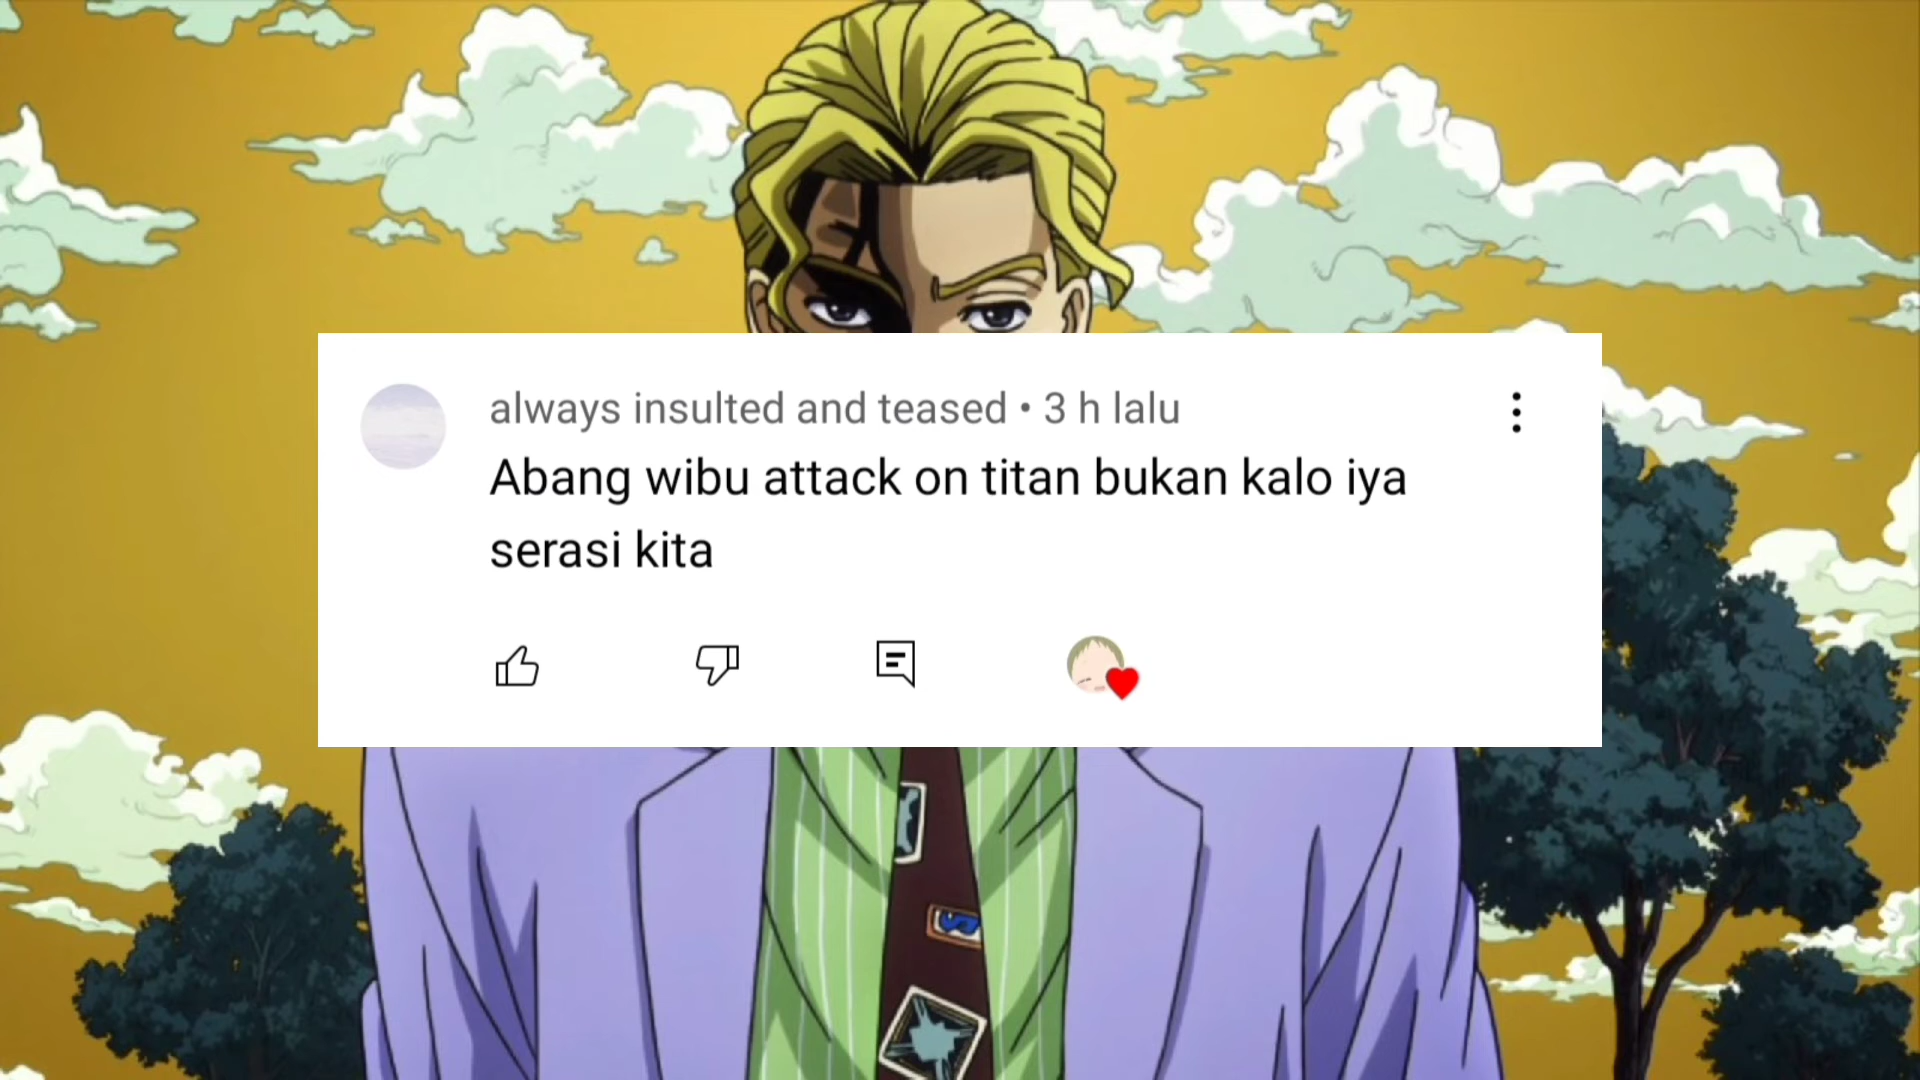 always insulted and teased • 3 h lalu
Abang wibu attack on titan bukan kalo iya
serasi kita